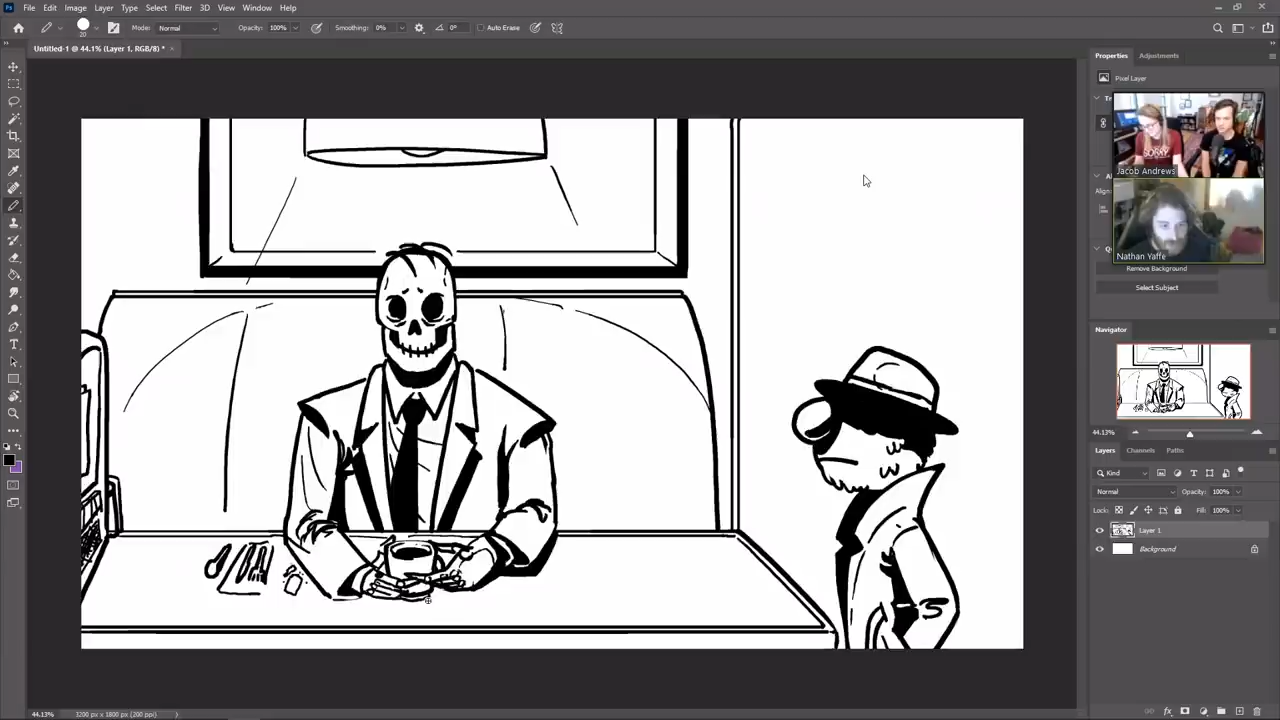 File Edit Image Layer Type Select Filter 3D View Window Help
Mode: Normal Opacity: 100% Smoothing: 0% 0° Auto Erase
20
Untitled-1 @ 44.1% (Layer 1, RGB/8) * ×
Properties Adjustments
Pixel Layer
SORRY
Jacob Andrews
Nathan Yaffe
Remove Background
Select Subject
Navigator
44.13%
Layers Channels Paths
Kind
Normal Opacity: 100%
Lock: Fill: 100%
Layer 1
Background
44.13% 3200 px x 1800 px (200 ppi)